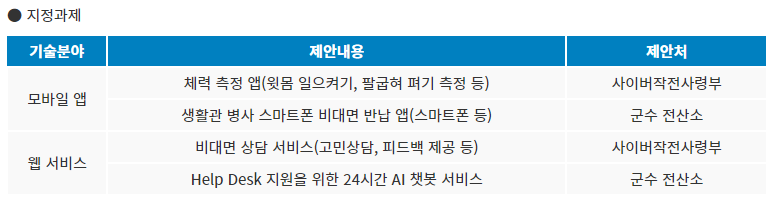 ● 지정과제
기술분야 제안내용 제안처
모바일 앱
체력 측정 앱(윗몸 일으켜기, 팔굽혀 펴기 측정 등) 사이버작전사령부
생활관 병사 스마트폰 비대면 반납 앱(스마트폰 등) 군수 전산소
웹 서비스
비대면 상담 서비스(고민상담, 피드백 제공 등) 사이버작전사령부
Help Desk 지원을 위한 24시간 AI 챗봇 서비스 군수 전산소